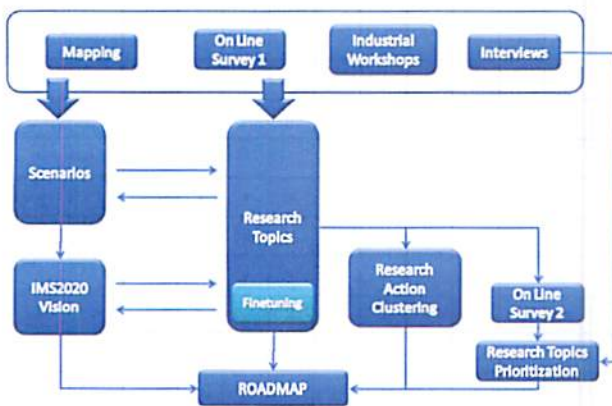 Mapping
On Line
Survey 1
Industrial
Workshops
Interviews
Scenarios
Research
Topics
IMS2020
Vision
Finetuning
Research
Action
Clustering
On Line
Survey 2
Research Topics
Prioritization
ROADMAP